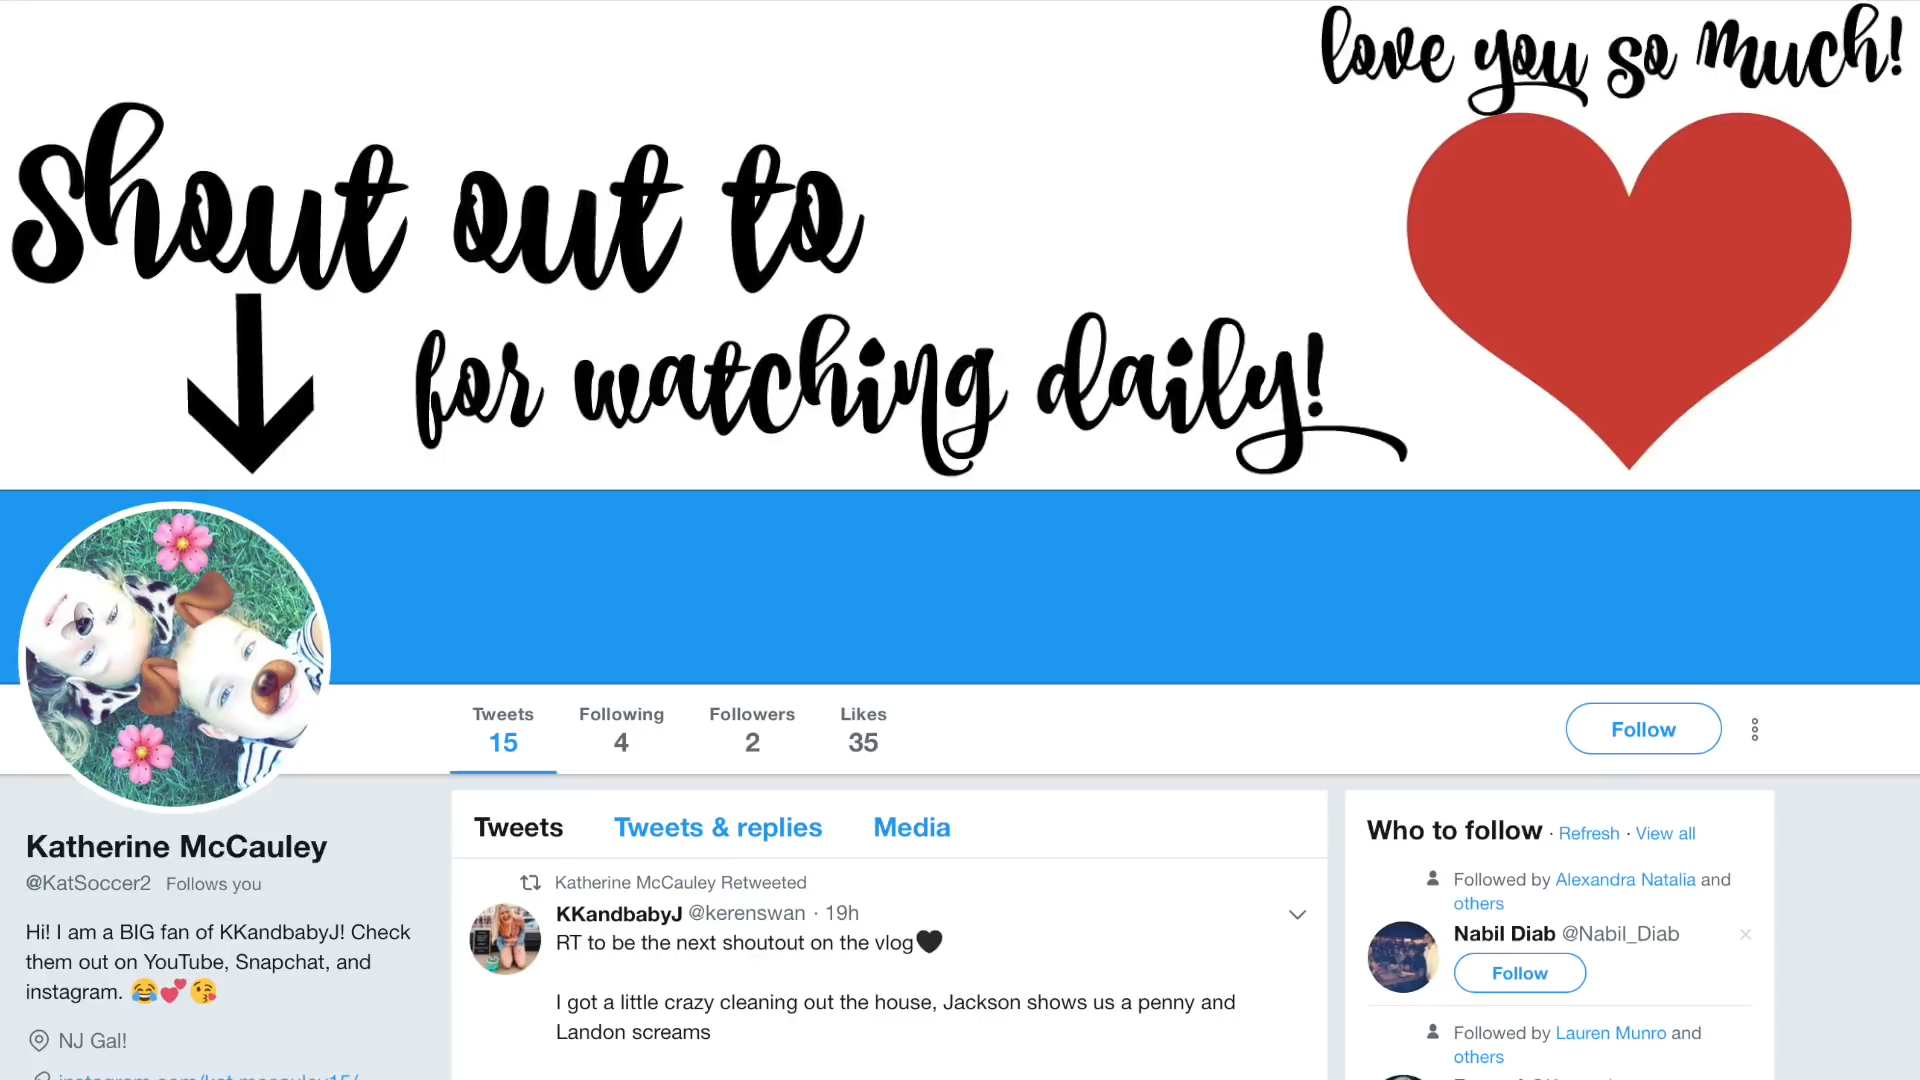 love you so much!
Shout out to
for watching daily!
Tweets Following Followers Likes
15 4 2 35
Follow
Katherine McCauley
@KatSoccer2 Follows you
Hi! I am a BIG fan of KKandbabyJ! Check
them out on YouTube, Snapchat, and
instagram. 😂💕😘
NJ Gal!
Tweets Tweets & replies Media
Katherine McCauley Retweeted
KKandbabyJ @kerenswan · 19h
RT to be the next shoutout on the vlog🖤
I got a little crazy cleaning out the house, Jackson shows us a penny and
Landon screams
Who to follow · Refresh · View all
Followed by Alexandra Natalia and
others
Nabil Diab @Nabil_Diab
Follow
Followed by Lauren Munro and
others